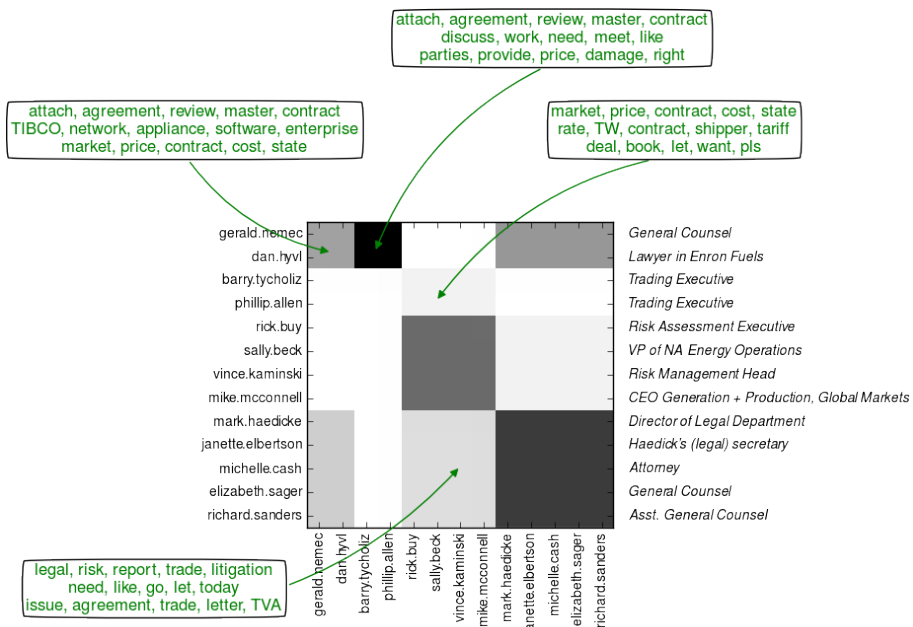 attach, agreement, review, master, contract
discuss, work, need, meet, like
parties, provide, price, damage, right
attach, agreement, review, master, contract
TIBCO, network, appliance, software, enterprise
market, price, contract, cost, state
market, price, contract, cost, state
rate, TW, contract, shipper, tariff
deal, book, let, want, pls
gerald.nemec General Counsel
dan.hyvl Lawyer in Enron Fuels
barry.tycholiz Trading Executive
phillip.allen Trading Executive
rick.buy Risk Assessment Executive
sally.beck VP of NA Energy Operations
vince.kaminski Risk Management Head
mike.mcconnell CEO Generation + Production, Global Markets
mark.haedicke Director of Legal Department
janette.elbertson Haedick's (legal) secretary
michelle.cash Attorney
elizabeth.sager General Counsel
richard.sanders Asst. General Counsel
legal, risk, report, trade, litigation
need, like, go, let, today
issue, agreement, trade, letter, TVA
gerald.nemec
dan.hyvl
barry.tycholiz
phillip.allen
rick.buy
sally.beck
vince.kaminski
mike.mcconnell
mark.haedicke
anette.elbertson
michelle.cash
elizabeth.sager
richard.sanders